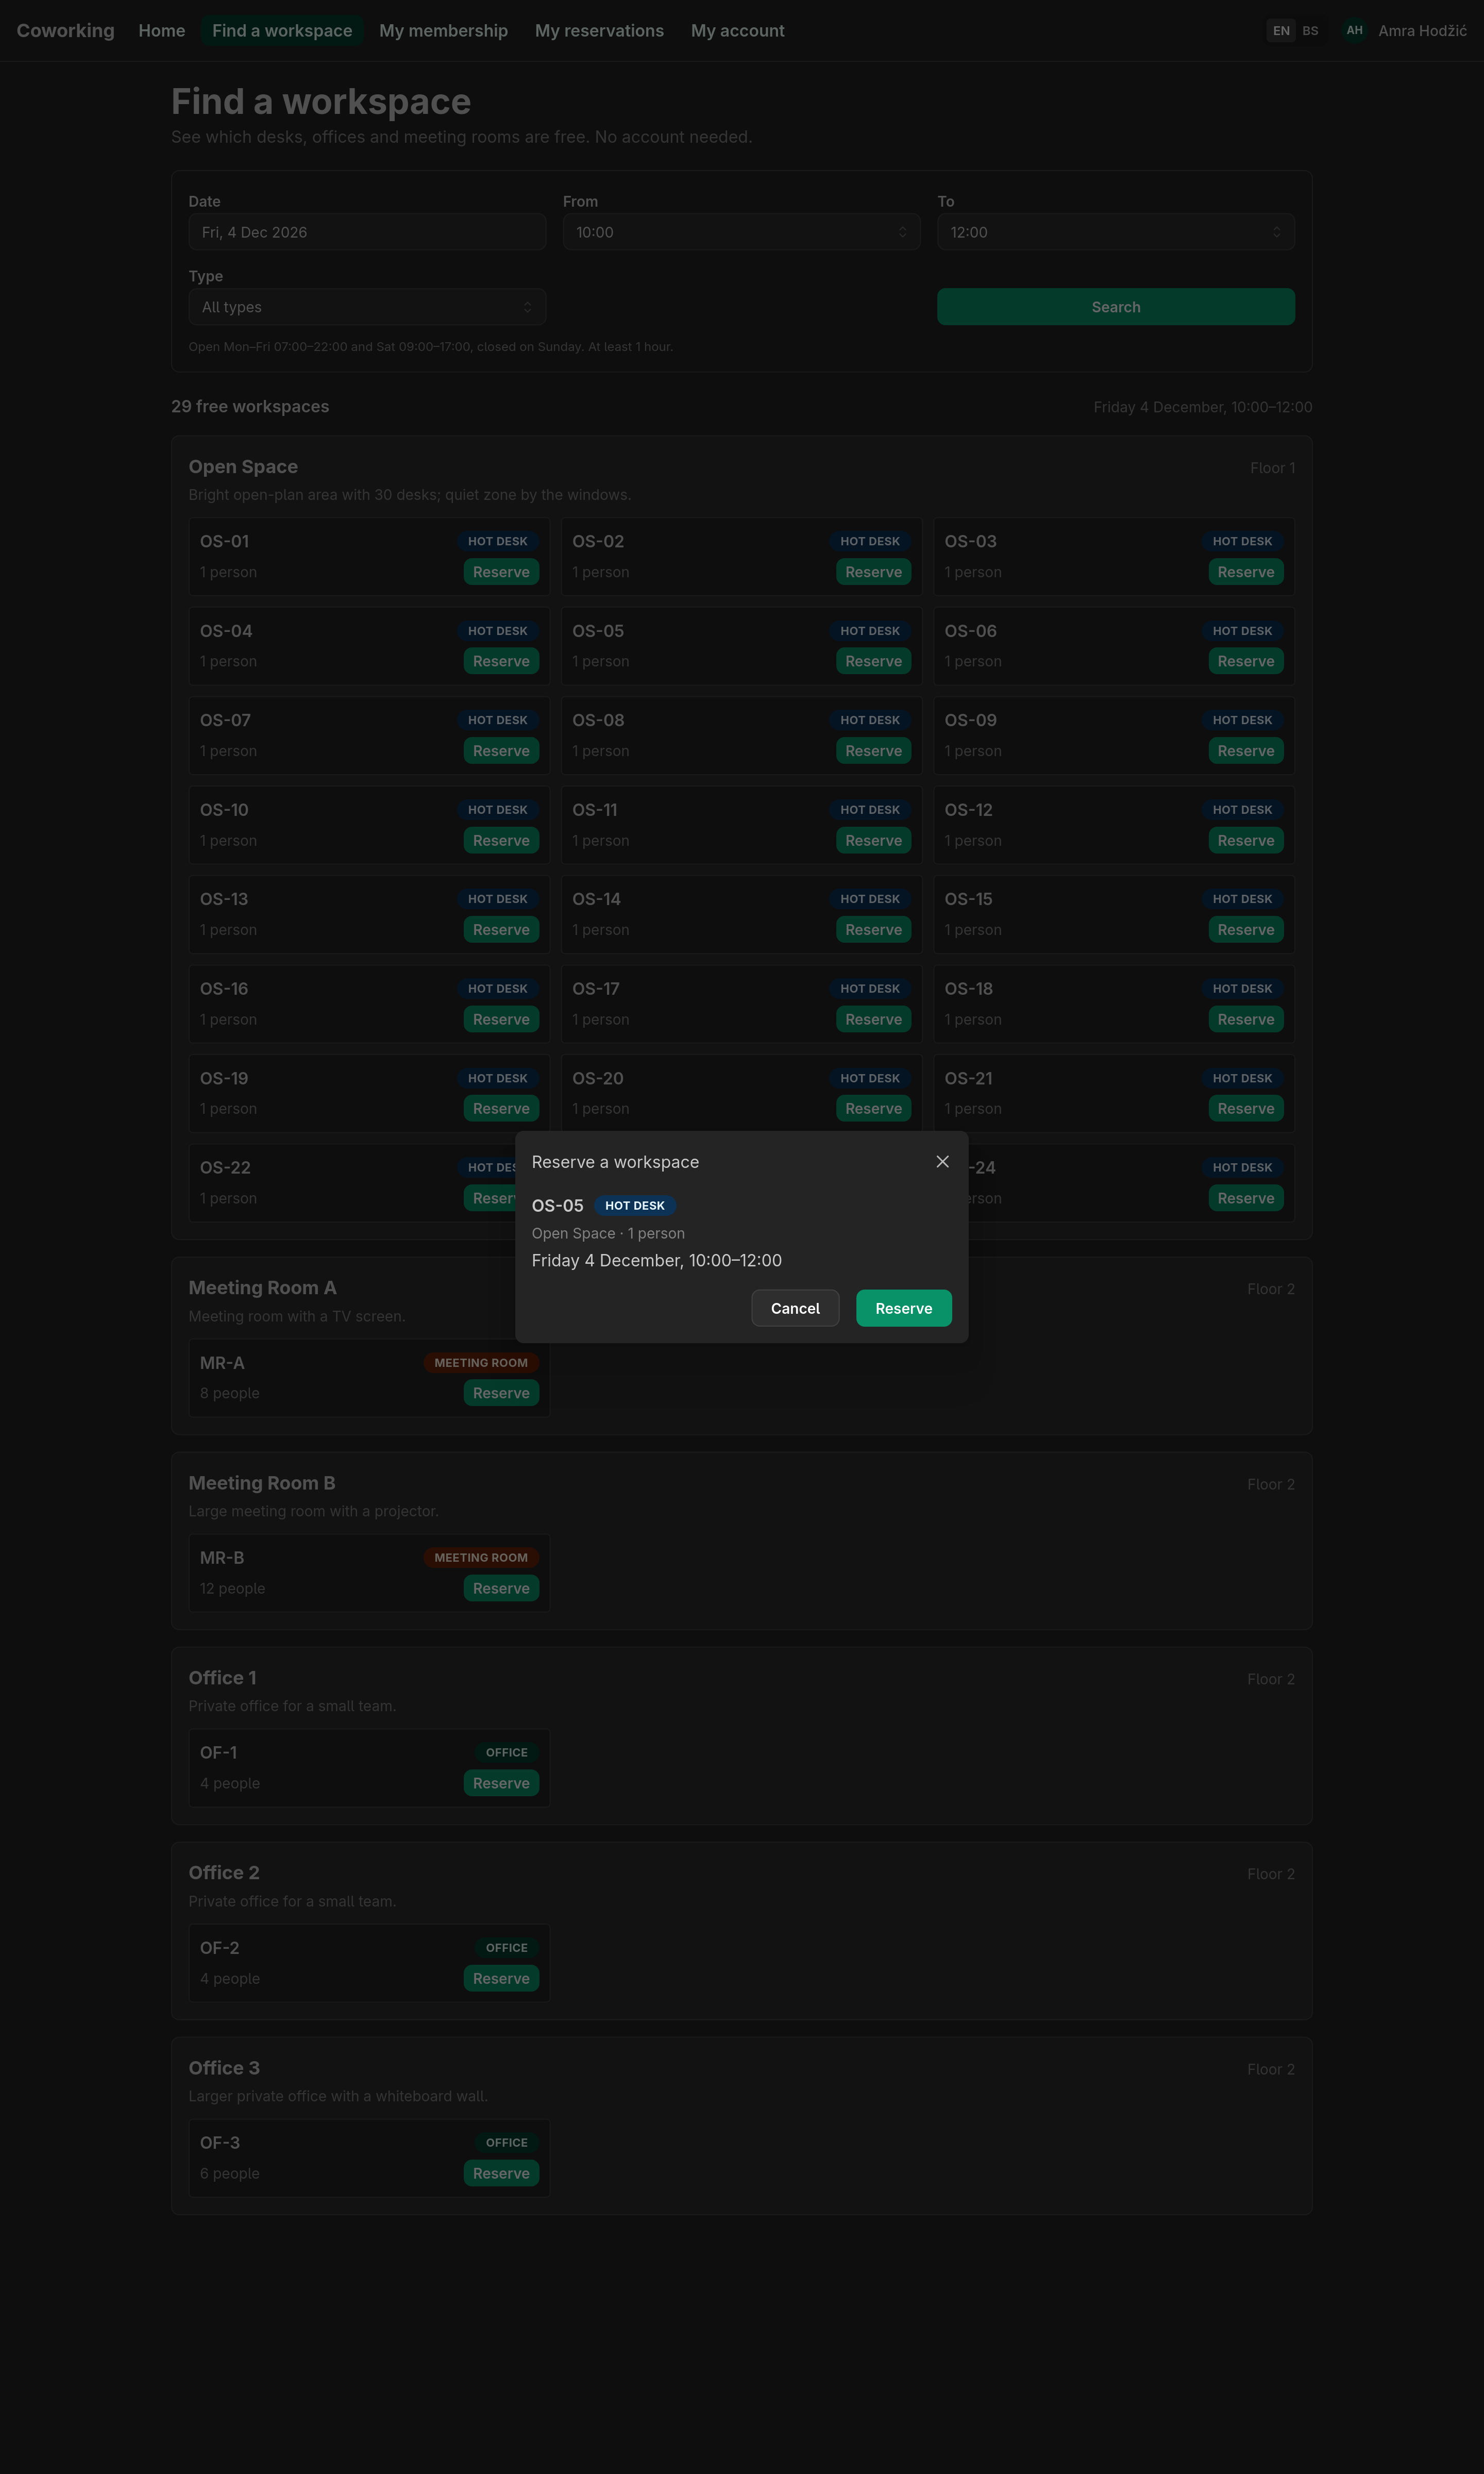 Coworking Home Find a workspace My membership My reservations My account EN BS AH Amra Hodžić
Find a workspace
See which desks, offices and meeting rooms are free. No account needed.
Date From To
Fri, 4 Dec 2026 10:00 12:00
Type
All types Search
Open Mon–Fri 07:00–22:00 and Sat 09:00–17:00, closed on Sunday. At least 1 hour.
29 free workspaces Friday 4 December, 10:00–12:00
Open Space Floor 1
Bright open-plan area with 30 desks; quiet zone by the windows.
OS-01 HOT DESK OS-02 HOT DESK OS-03 HOT DESK
1 person Reserve 1 person Reserve 1 person Reserve
OS-04 HOT DESK OS-05 HOT DESK OS-06 HOT DESK
1 person Reserve 1 person Reserve 1 person Reserve
OS-07 HOT DESK OS-08 HOT DESK OS-09 HOT DESK
1 person Reserve 1 person Reserve 1 person Reserve
OS-10 HOT DESK OS-11 HOT DESK OS-12 HOT DESK
1 person Reserve 1 person Reserve 1 person Reserve
OS-13 HOT DESK OS-14 HOT DESK OS-15 HOT DESK
1 person Reserve 1 person Reserve 1 person Reserve
OS-16 HOT DESK OS-17 HOT DESK OS-18 HOT DESK
1 person Reserve 1 person Reserve 1 person Reserve
OS-19 HOT DESK OS-20 HOT DESK OS-21 HOT DESK
1 person Reserve 1 person Reserve 1 person Reserve
OS-22 HOT -24 HOT DESK
1 person Reserve
Reserve a workspace
OS-05 HOT DESK
Open Space · 1 person
Friday 4 December, 10:00–12:00
Cancel Reserve
Meeting Room A Floor 2
Meeting room with a TV screen.
MR-A MEETING ROOM
8 people Reserve
Meeting Room B Floor 2
Large meeting room with a projector.
MR-B MEETING ROOM
12 people Reserve
Office 1 Floor 2
Private office for a small team.
OF-1 OFFICE
4 people Reserve
Office 2 Floor 2
Private office for a small team.
OF-2 OFFICE
4 people Reserve
Office 3 Floor 2
Larger private office with a whiteboard wall.
OF-3 OFFICE
6 people Reserve